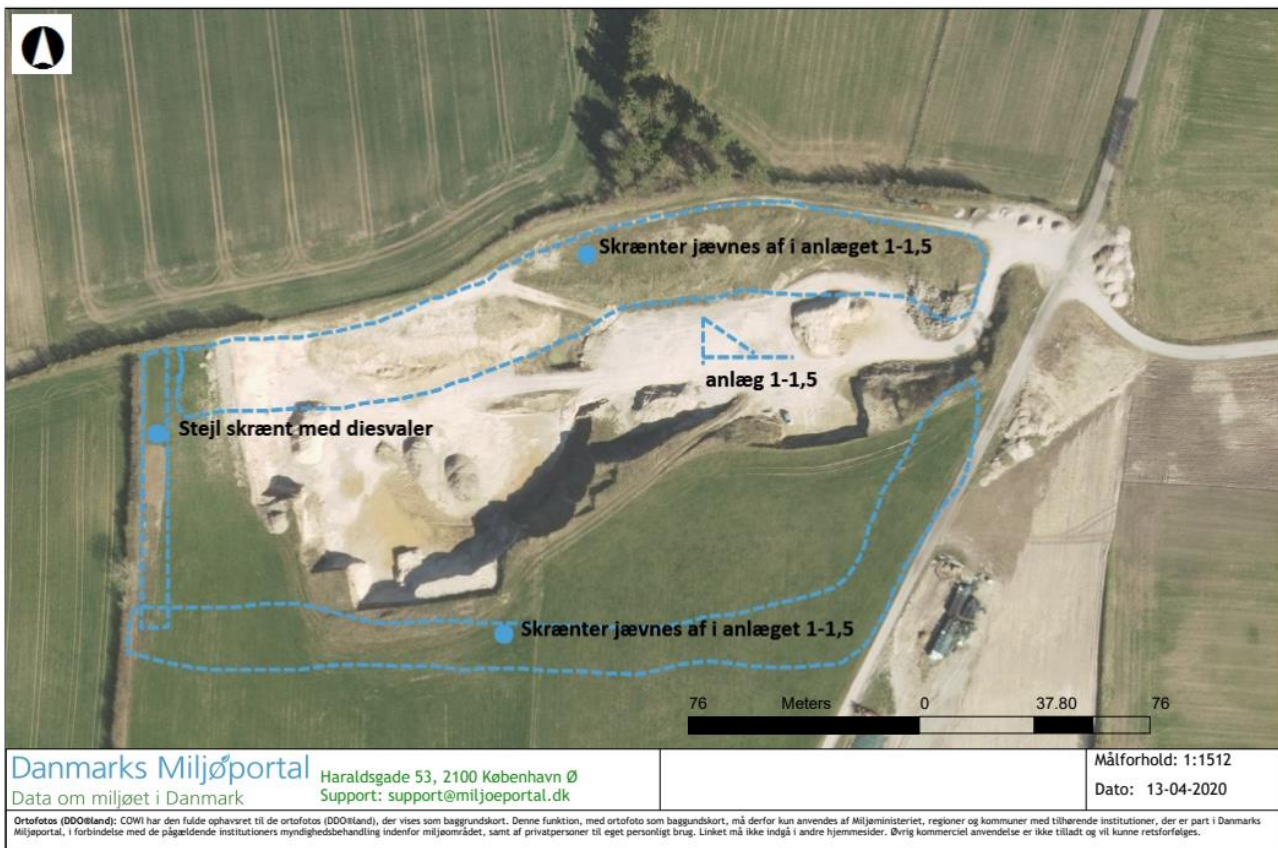 Skrænter jævnes af i anlæget 1-1,5
anlæg 1-1,5
Stejl skrænt med diesvaler
Skrænter jævnes af i anlæget 1-1,5
76 Meters 0 37.80 76
Danmarks Miljøportal
Data om miljøet i Danmark
Haraldsgade 53, 2100 København Ø
Support: support@miljoeportal.dk
Målforhold: 1:1512
Dato: 13-04-2020
Ortofotos (DDO®land): COWI har den fulde ophavsret til de ortofotos (DDO®land), der vises som baggrundskort. Denne funktion, med ortofoto som baggrundskort, må derfor kun anvendes af Miljøministeriet, regioner og kommuner med tilhørende institutioner, der er part i Danmarks
Miljøportal, i forbindelse med de pågældende institutioners myndighedsbehandling indenfor miljøområdet, samt af privatpersoner til eget personligt brug. Linket må ikke indgå i andre hjemmesider. Øvrig kommerciel anvendelse er ikke tilladt og vil kunne retsforfølges.